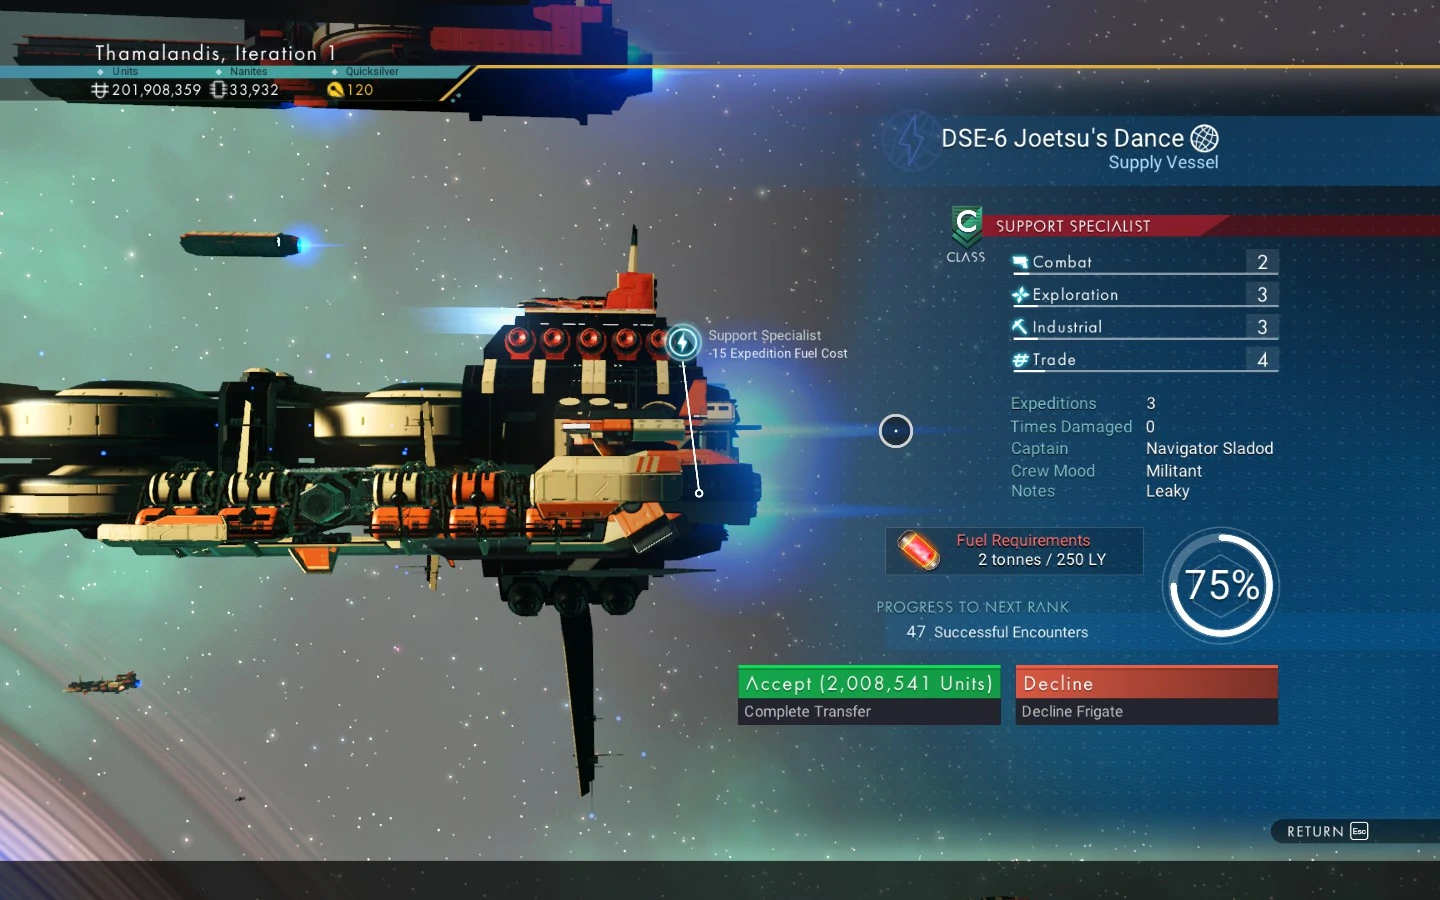 Thamalandis, Iteration 1
Units Nanites Quicksilver
201,908,359 33,932 120
DSE-6 Joetsu's Dance
Supply Vessel
C
CLASS
SUPPORT SPECIALIST
Combat 2
Exploration 3
Industrial 3
Trade 4
Support Specialist
-15 Expedition Fuel Cost
Expeditions 3
Times Damaged 0
Captain Navigator Sladod
Crew Mood Militant
Notes Leaky
Fuel Requirements
2 tonnes / 250 LY
75%
PROGRESS TO NEXT RANK
47 Successful Encounters
Accept (2,008,541 Units)
Complete Transfer
Decline
Decline Frigate
RETURN Esc